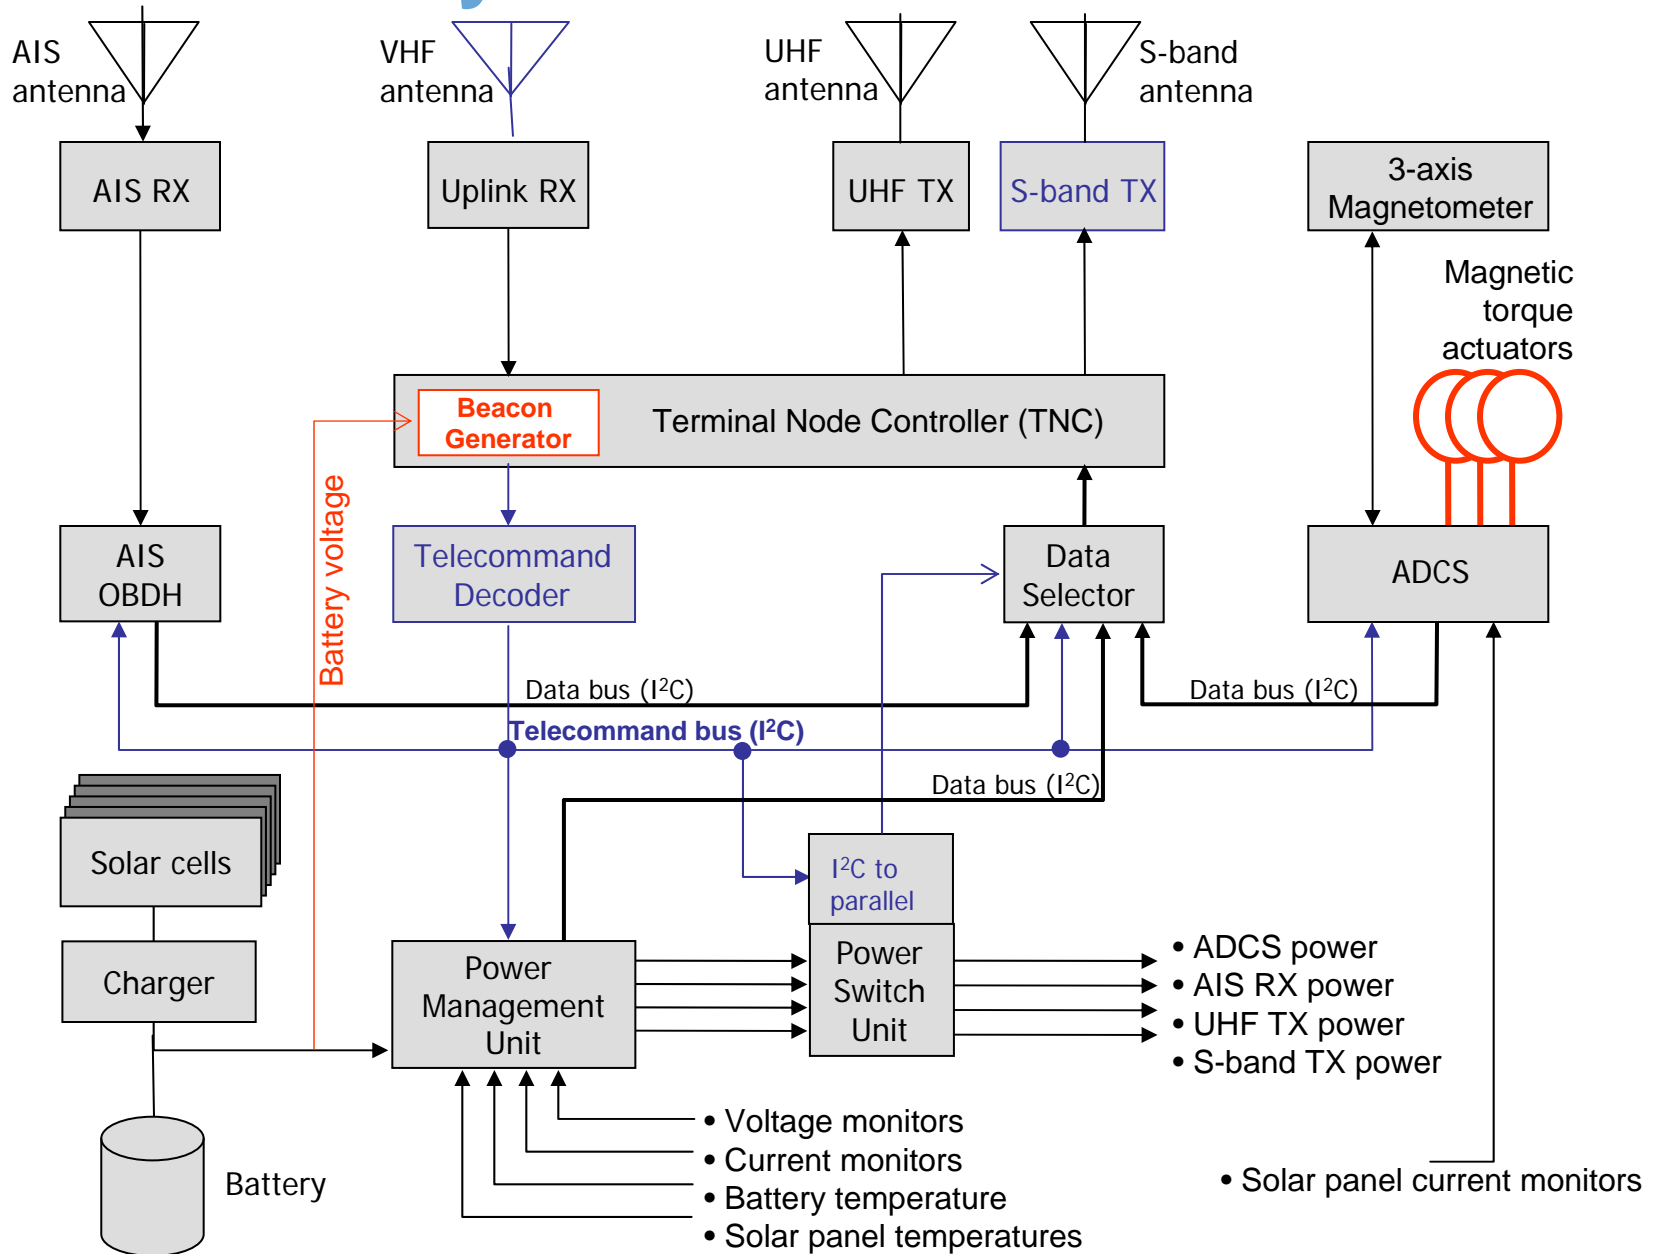 AIS
antenna
VHF
antenna
UHF
antenna
S-band
antenna
AIS RX
Uplink RX
UHF TX
S-band TX
3-axis
Magnetometer
Magnetic
torque
actuators
Beacon
Generator
Terminal Node Controller (TNC)
Battery voltage
AIS
OBDH
Telecommand
Decoder
Data
Selector
ADCS
Data bus (I²C)
Data bus (I²C)
Telecommand bus (I²C)
Data bus (I²C)
Solar cells
I²C to
parallel
Charger
Power
Management
Unit
Power
Switch
Unit
• ADCS power
• AIS RX power
• UHF TX power
• S-band TX power
• Voltage monitors
• Current monitors
• Battery temperature
• Solar panel temperatures
Battery
• Solar panel current monitors